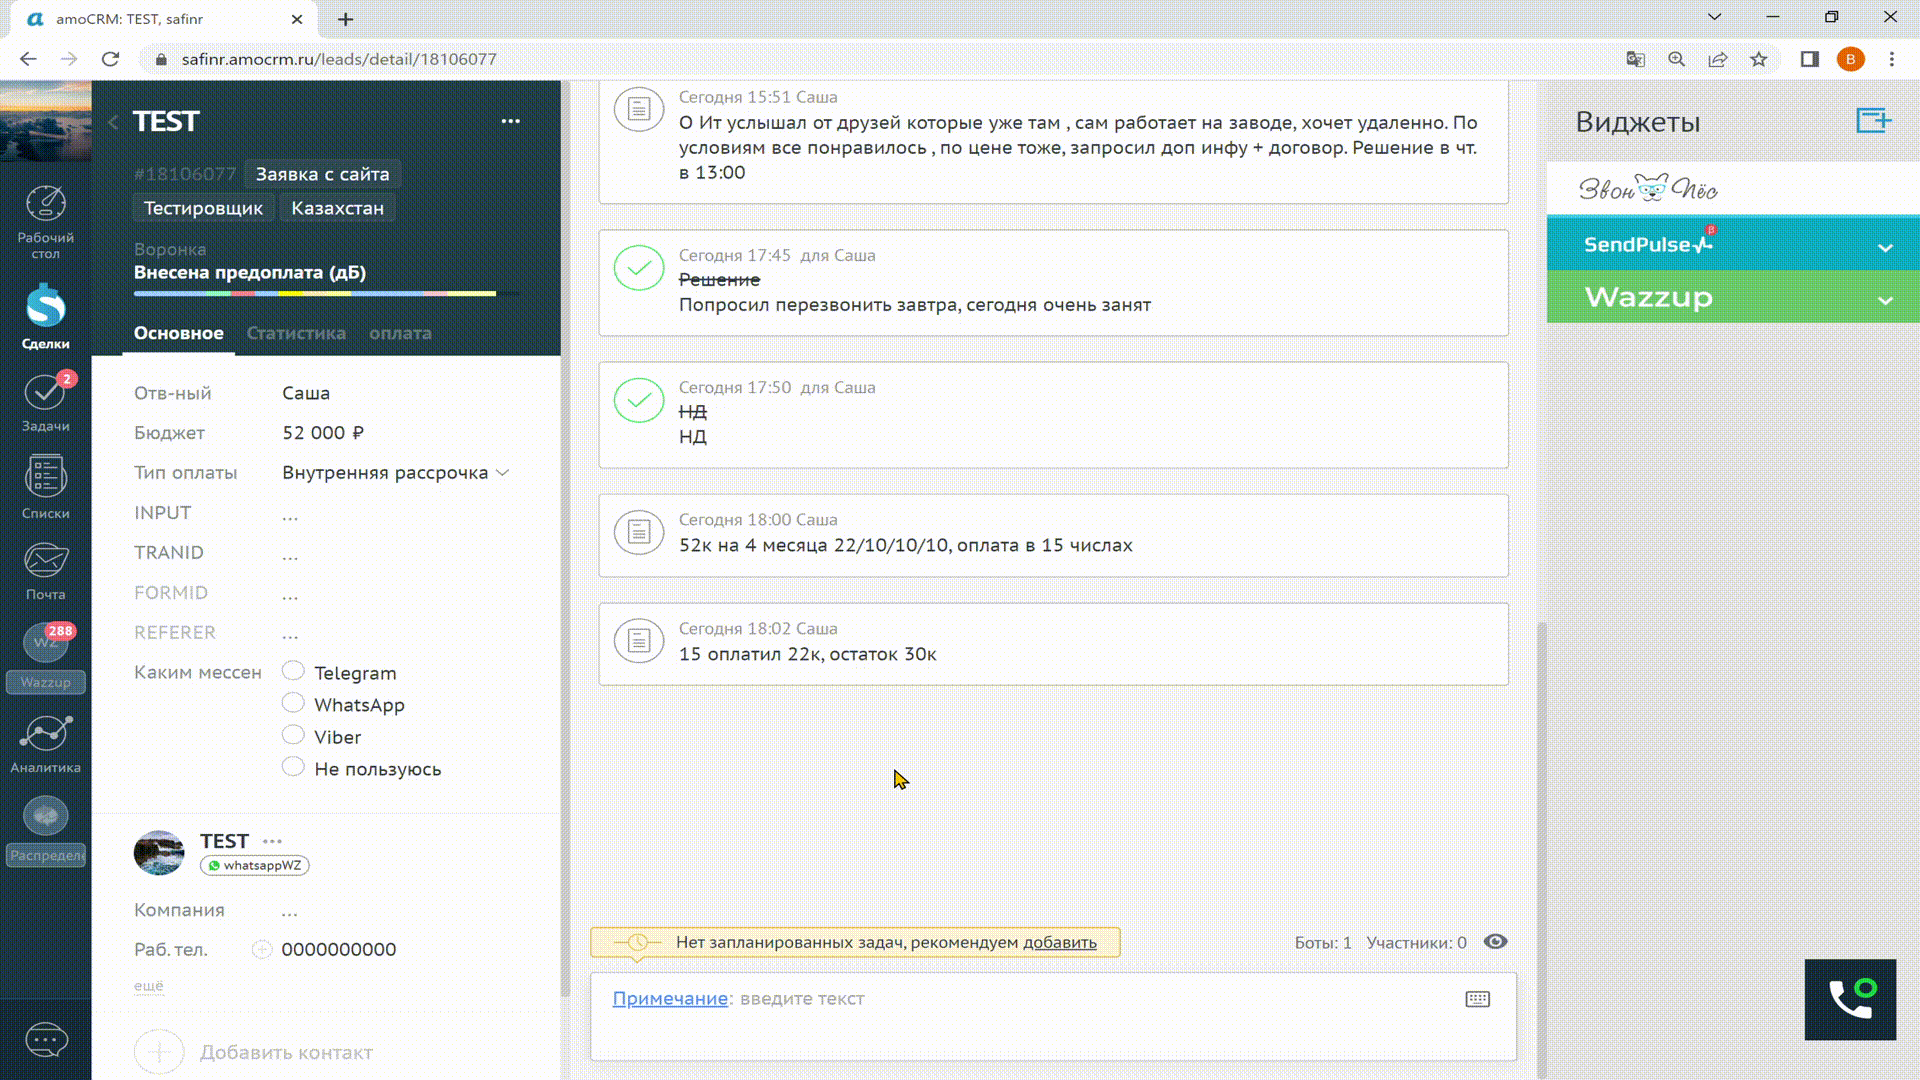 amoCRM: TEST, safinr
safinr.amocrm.ru/leads/detail/18106077
B
Рабочий
стол
Сделки
2
Задачи
Списки
Почта
WZ
288
Wazzup
Аналитика
Распределе
TEST
#18106077 Заявка с сайта
Тестировщик Казахстан
Воронка
Внесена предоплата (дБ)
Основное Статистика оплата
Отв-ный Саша
Бюджет 52 000 ₽
Тип оплаты Внутренняя рассрочка
INPUT ...
TRANID ...
FORMID ...
REFERER ...
Каким мессен Telegram
WhatsApp
Viber
Не пользуюсь
TEST
whatsappWZ
Компания ...
Раб. тел. 0000000000
ещё
Добавить контакт
Сегодня 15:51 Саша
О Ит услышал от друзей которые уже там , сам работает на заводе, хочет удаленно. По
условиям все понравилось , по цене тоже, запросил доп инфу + договор. Решение в чт.
в 13:00
Сегодня 17:45 для Саша
Решение
Попросил перезвонить завтра, сегодня очень занят
Сегодня 17:50 для Саша
НД
НД
Сегодня 18:00 Саша
52к на 4 месяца 22/10/10/10, оплата в 15 числах
Сегодня 18:02 Саша
15 оплатил 22к, остаток 30к
Нет запланированных задач, рекомендуем добавить
Боты: 1 Участники: 0
Примечание: введите текст
Виджеты
Звон Пёс
SendPulse β
Wazzup